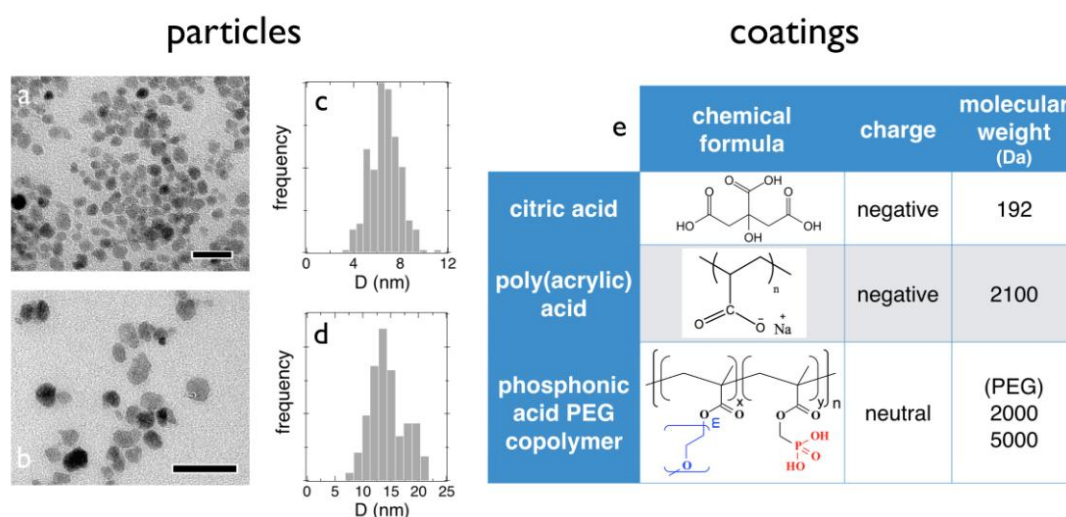 particles
coatings
a
b
c
frequency
0 4 8 12
D (nm)
d
frequency
0 5 10 15 20 25
D (nm)
e
chemical
formula
charge
molecular
weight
(Da)
citric acid
O
OH
O
O
HO
OH
OH
negative
192
poly(acrylic)
acid
n
C
O
O
-
+
Na
negative
2100
phosphonic
acid PEG
copolymer
x
y
n
O
O
O
O
m
O
P
OH
O
HO
neutral
(PEG)
2000
5000